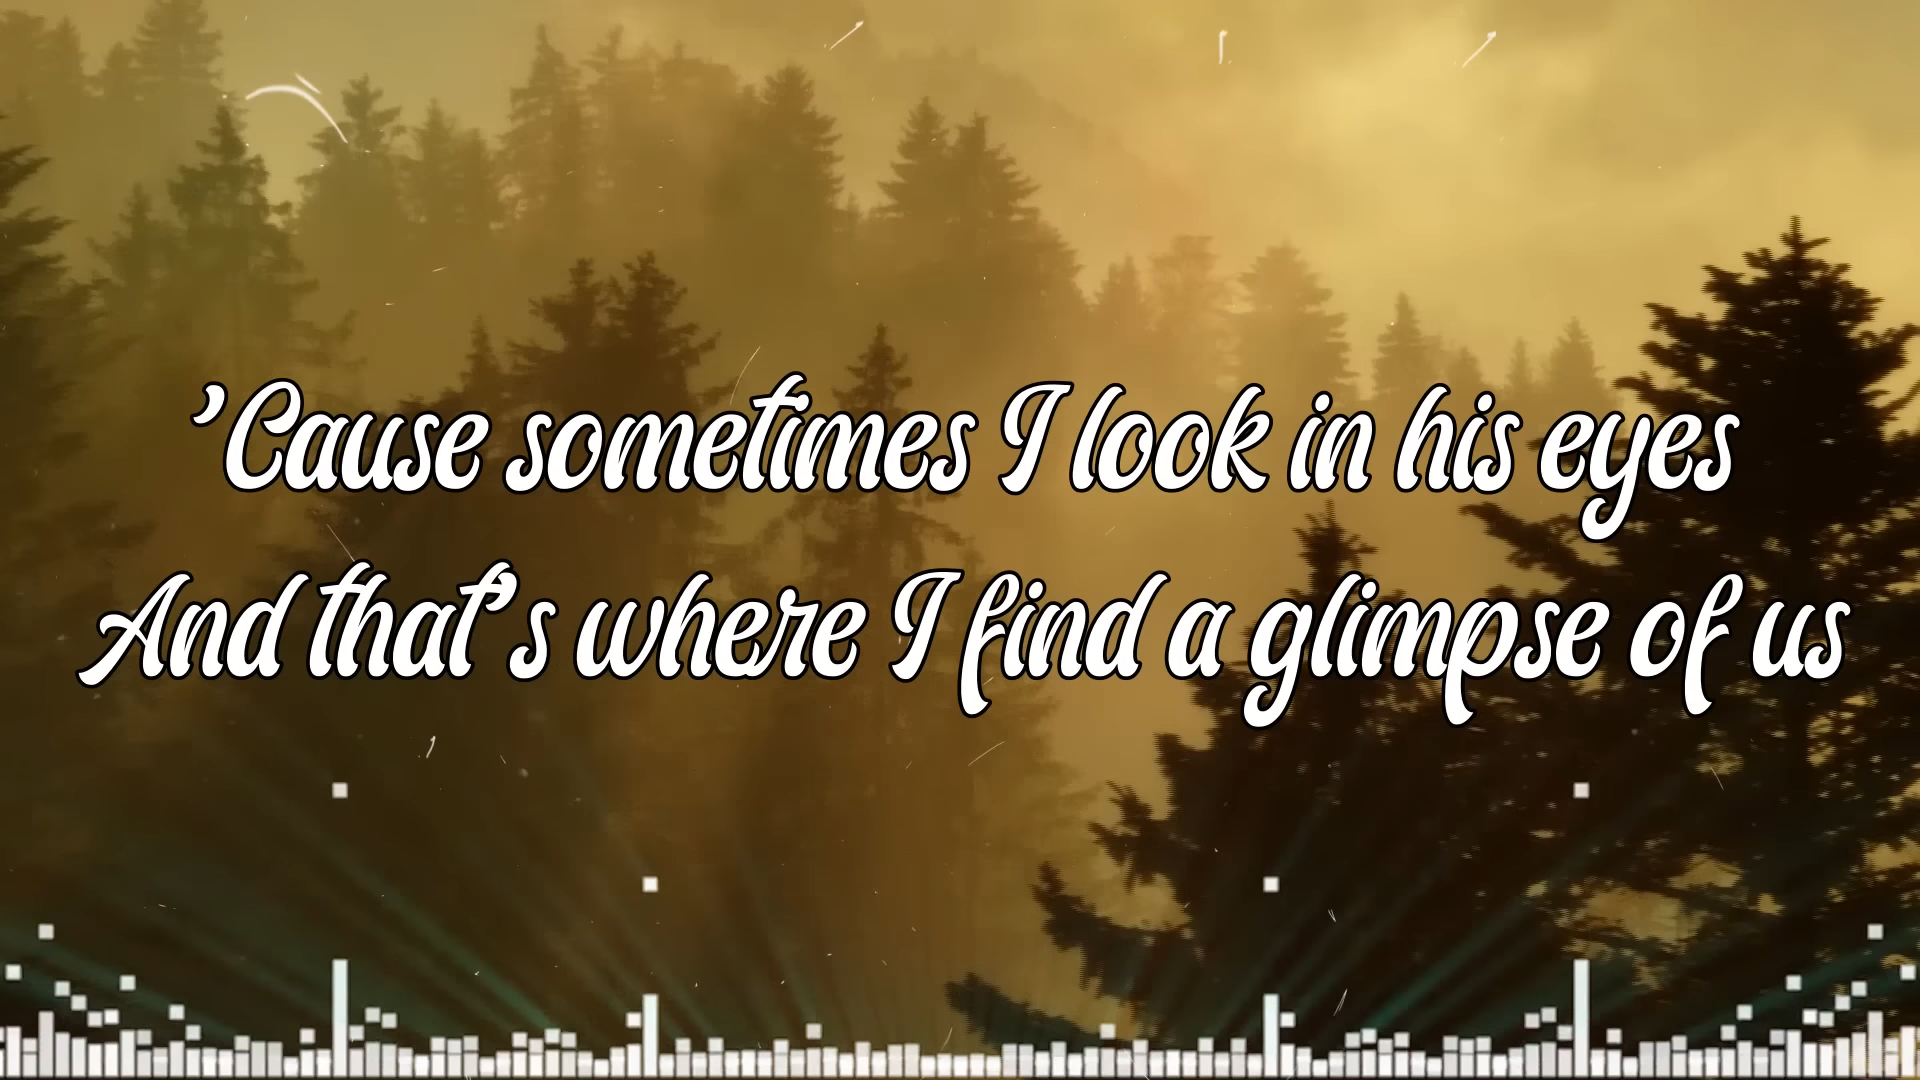 ’Cause sometimes I look in his eyes
And that’s where I find a glimpse of us